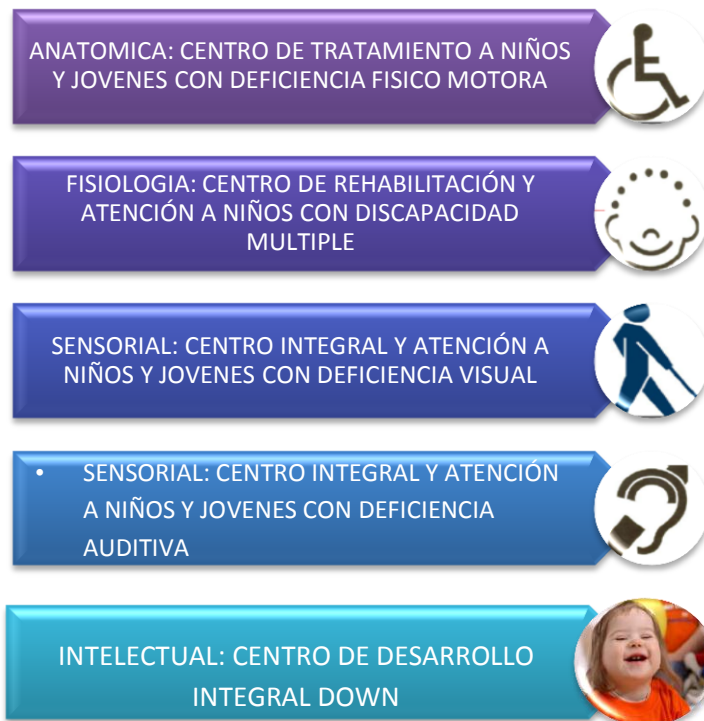 ANATOMICA: CENTRO DE TRATAMIENTO A NIÑOS
Y JOVENES CON DEFICIENCIA FISICO MOTORA
FISIOLOGIA: CENTRO DE REHABILITACIÓN Y
ATENCIÓN A NIÑOS CON DISCAPACIDAD
MULTIPLE
SENSORIAL: CENTRO INTEGRAL Y ATENCIÓN A
NIÑOS Y JOVENES CON DEFICIENCIA VISUAL
• SENSORIAL: CENTRO INTEGRAL Y ATENCIÓN
A NIÑOS Y JOVENES CON DEFICIENCIA
AUDITIVA
INTELECTUAL: CENTRO DE DESARROLLO
INTEGRAL DOWN